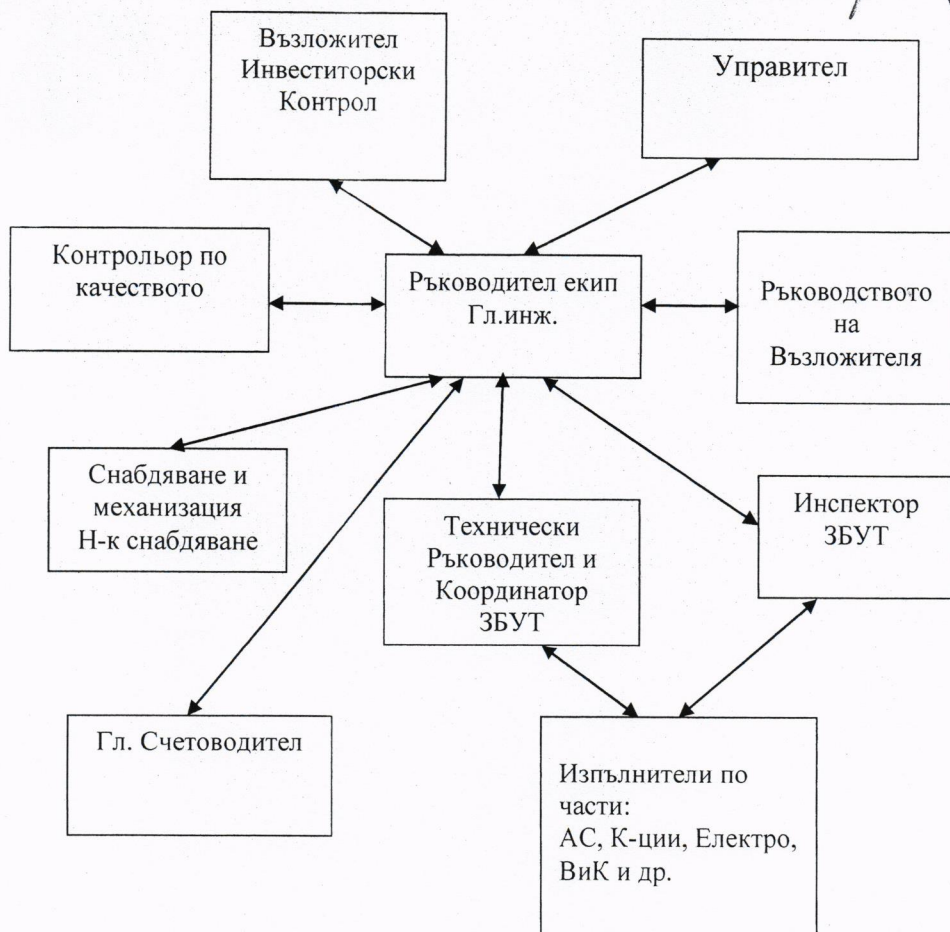 Възложител
Инвеститорски
Контрол
Управител
Контрольор по
качеството
Ръководител екип
Гл.инж.
Ръководството
на
Възложителя
Снабдяване и
механизация
Н-к снабдяване
Технически
Ръководител и
Координатор
ЗБУТ
Инспектор
ЗБУТ
Гл. Счетоводител
Изпълнители по
части:
АС, К-ции, Електро,
ВиК и др.